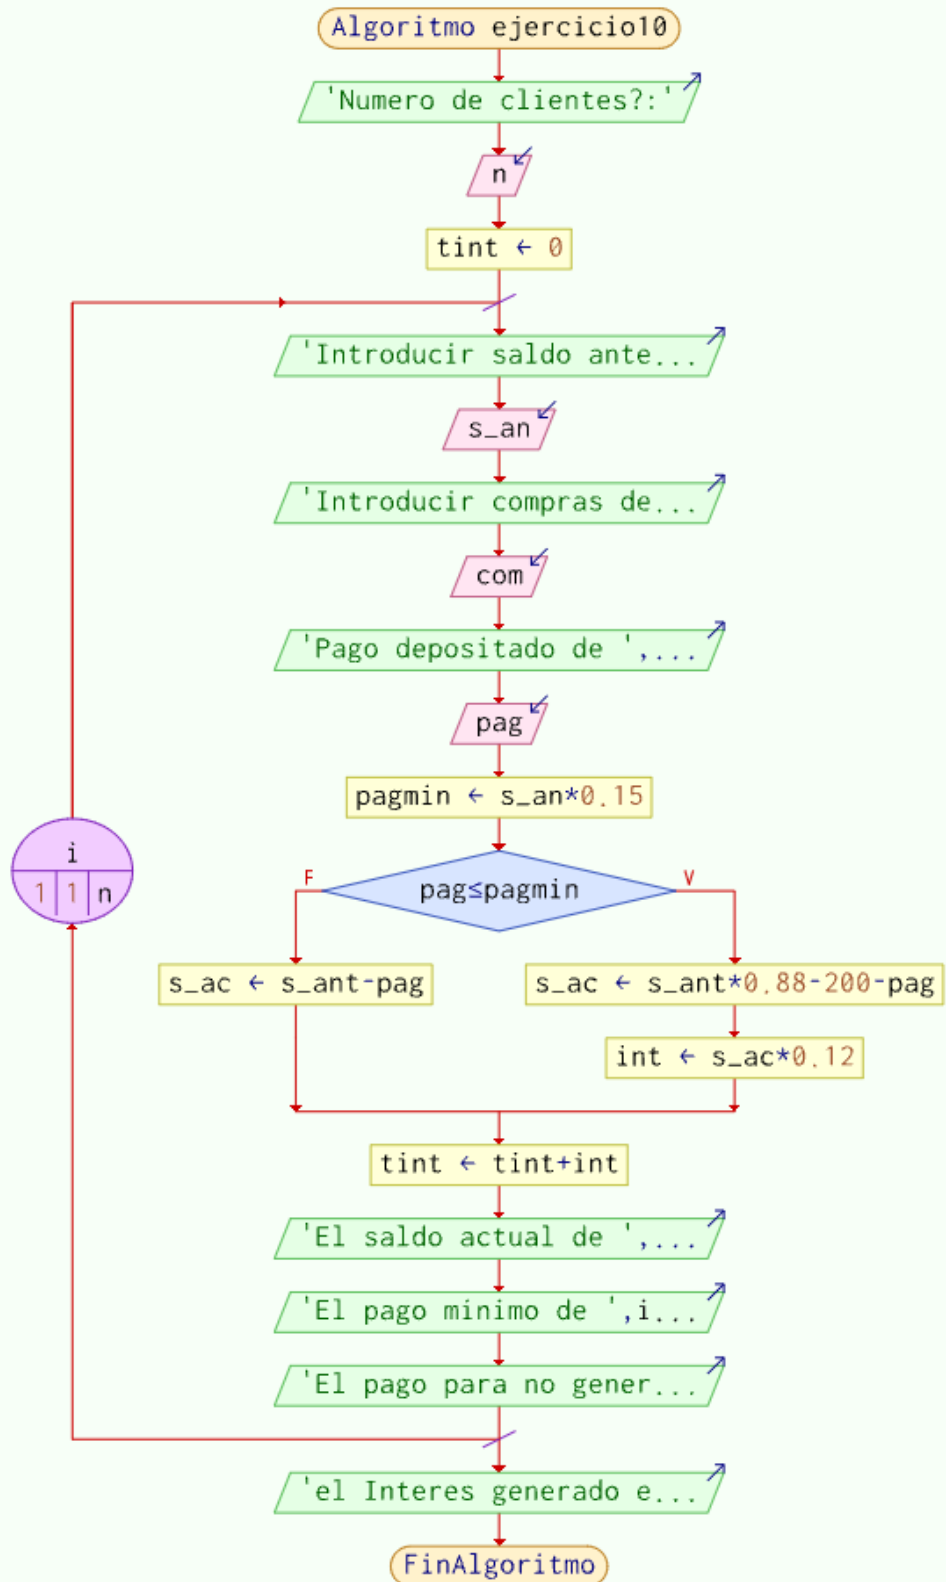 Algoritmo ejercicio10
'Numero de clientes?:'
n
tint ← 0
'Introducir saldo ante...
s_an
'Introducir compras de...
com
'Pago depositado de ',...
pag
pagmin ← s_an*0.15
i
1 1 n
F
pag≤pagmin
V
s_ac ← s_ant-pag
s_ac ← s_ant*0.88-200-pag
int ← s_ac*0.12
tint ← tint+int
'El saldo actual de ',...
'El pago minimo de ',i...
'El pago para no gener...
'el Interes generado e...
FinAlgoritmo